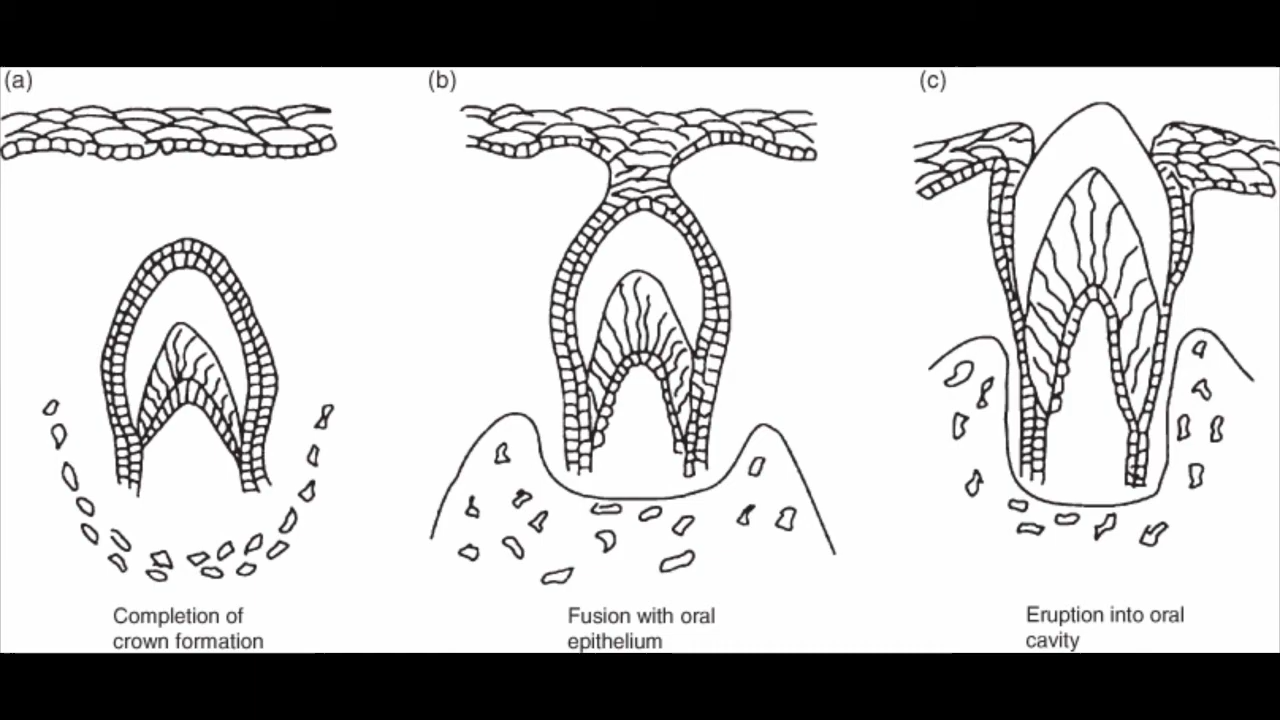 (a)
(b)
(c)
Completion of
crown formation
Fusion with oral
epithelium
Eruption into oral
cavity